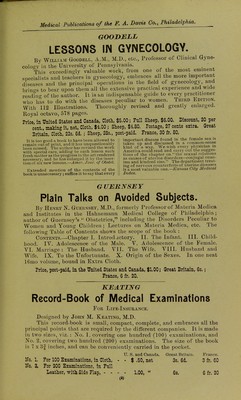 Medical Publications of the F. A. Davis Co., Philadelphia.
GOODELL
LESSONS IN GYNECOLOGY.
By William Goodell, A.M., M.D., etc., Professor of Clinical Gyne-
cology in the University of Pennsylvania.
This exceedingly valuable work, from one of the most eminent
specialists and teachers in gynecology, embraces all the more important
diseases and the principal operations in the field of gynecology, and
brings to bear upon them all the extensive practical experience and wide
reading of the author. It is an indispensable guide to every practitioner
who has to do with the diseases peculiar to women. Third Edition.
With 112 Illustrations. Thoroughly revised and greatly enlarged.
Royal octavo, 578 pages.
Price, in United States and Canada, Cloth, $5.00; Full Sheep, $6.00. Discount, 20 per
cent., making it, net, Cloth, $4.00; Sheep, $4.80. Postage, 27 cents extra. Great
Britain, Cloth, 22s. 6d. Sheep, 28s., post-paid. France, 30 fr. 80.
GUERNSEY
Plain Talks on Avoided Subjects.
By Henry N. Guernsey, M.D., formerly Professor of Materia Medica
and Institutes in the Hahnemann Medical College of Philadelphia;
author of Guernsey's "Obstetrics," including the Disorders Peculiar to
Women and Young Children; Lectures on Materia Medica, etc. The
following Table of Contents shows the scope of the book:
Contents.—Chapter I. Introductory. II. The Infant. III. Child-
hood. IV. Adolescence of the Male. V. Adolescence of the Female.
VI. Marriage: The Husband. VII. The Wife. VIII. Husband and
Wife. IX. To the Unfortunate. X. Origin of the Sexes. In one neat
16mo volume, bound in Extra Cloth.
Price, post-paid, in the United States and Canada, $1.00; Great Britain, 6s.;
France, 6 fr. 20.
KEATING
Record-Book of Medical Examinations
For Life-Insurance.
Designed by John M. Keating, M.D.
This record-book is small, compact, complete, and embraces all the
principal points that are required by the different companies. It is made
in two sizes, viz.: No. 1, covering one hundred (100) examinations, and
No. 2, covering two hundred (200) examinations. The size of the book
is 7 x 3¾ inches, and can be conveniently carried in the pocket.
U. S. and Canada. Great Britain. France.
No. 1. For 100 Examinations, in Cloth, - - $ .50, net 3s. 6d. 3 fr. 60
No. 2. For 200 Examinations, in Full
Leather, with Side Flap, - - - - 1.00, " 6s. 6 fr. 20